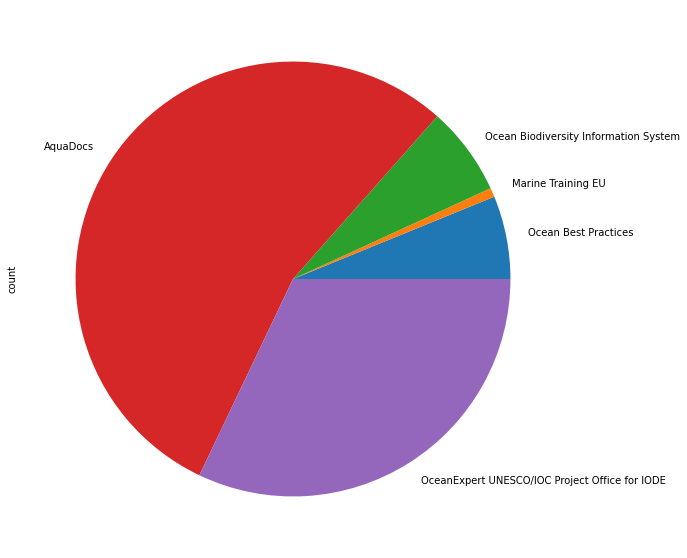 Ocean Biodiversity Information System
AquaDocs
Marine Training EU
Ocean Best Practices
count
OceanExpert UNESCO/IOC Project Office for IODE